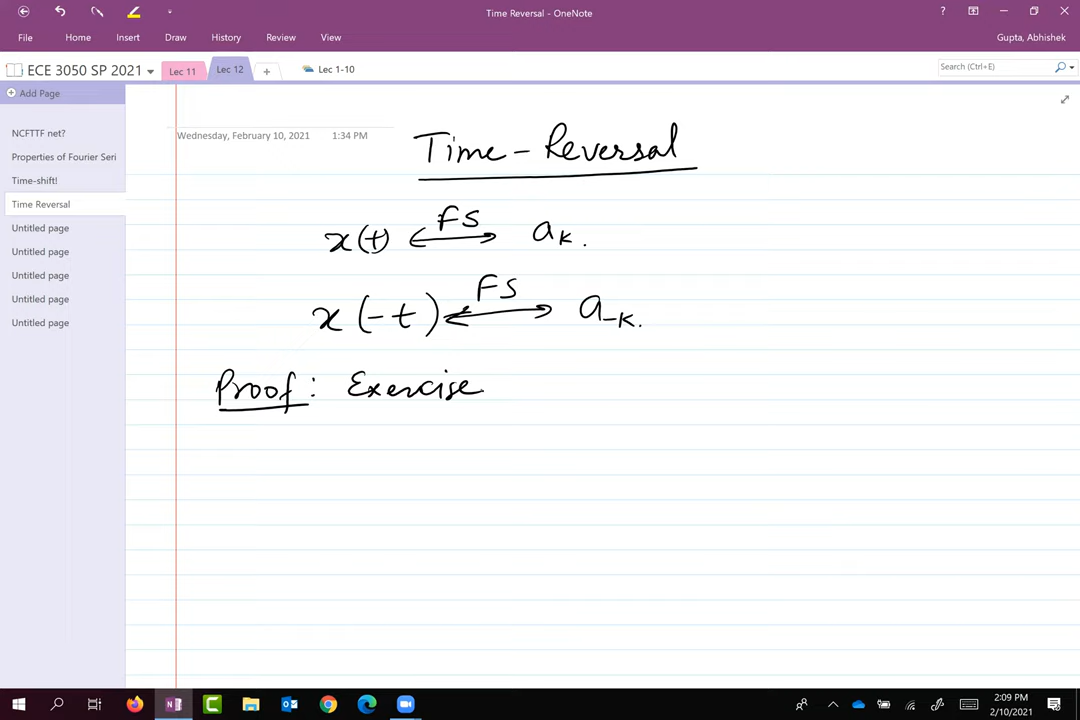 Time Reversal - OneNote
?
File Home Insert Draw History Review View
Gupta, Abhishek
ECE 3050 SP 2021
Lec 11
Lec 12
+
Lec 1-10
Search (Ctrl+E)
Add Page
NCFTTF net?
Properties of Fourier Seri
Time-shift!
Time Reversal
Untitled page
Untitled page
Untitled page
Untitled page
Untitled page
Wednesday, February 10, 2021 1:34 PM
Time-Reversal
x(t) <-FS-> a_k.
x(-t) <-FS-> a_-k.
Proof: Exercise
2:09 PM
2/10/2021